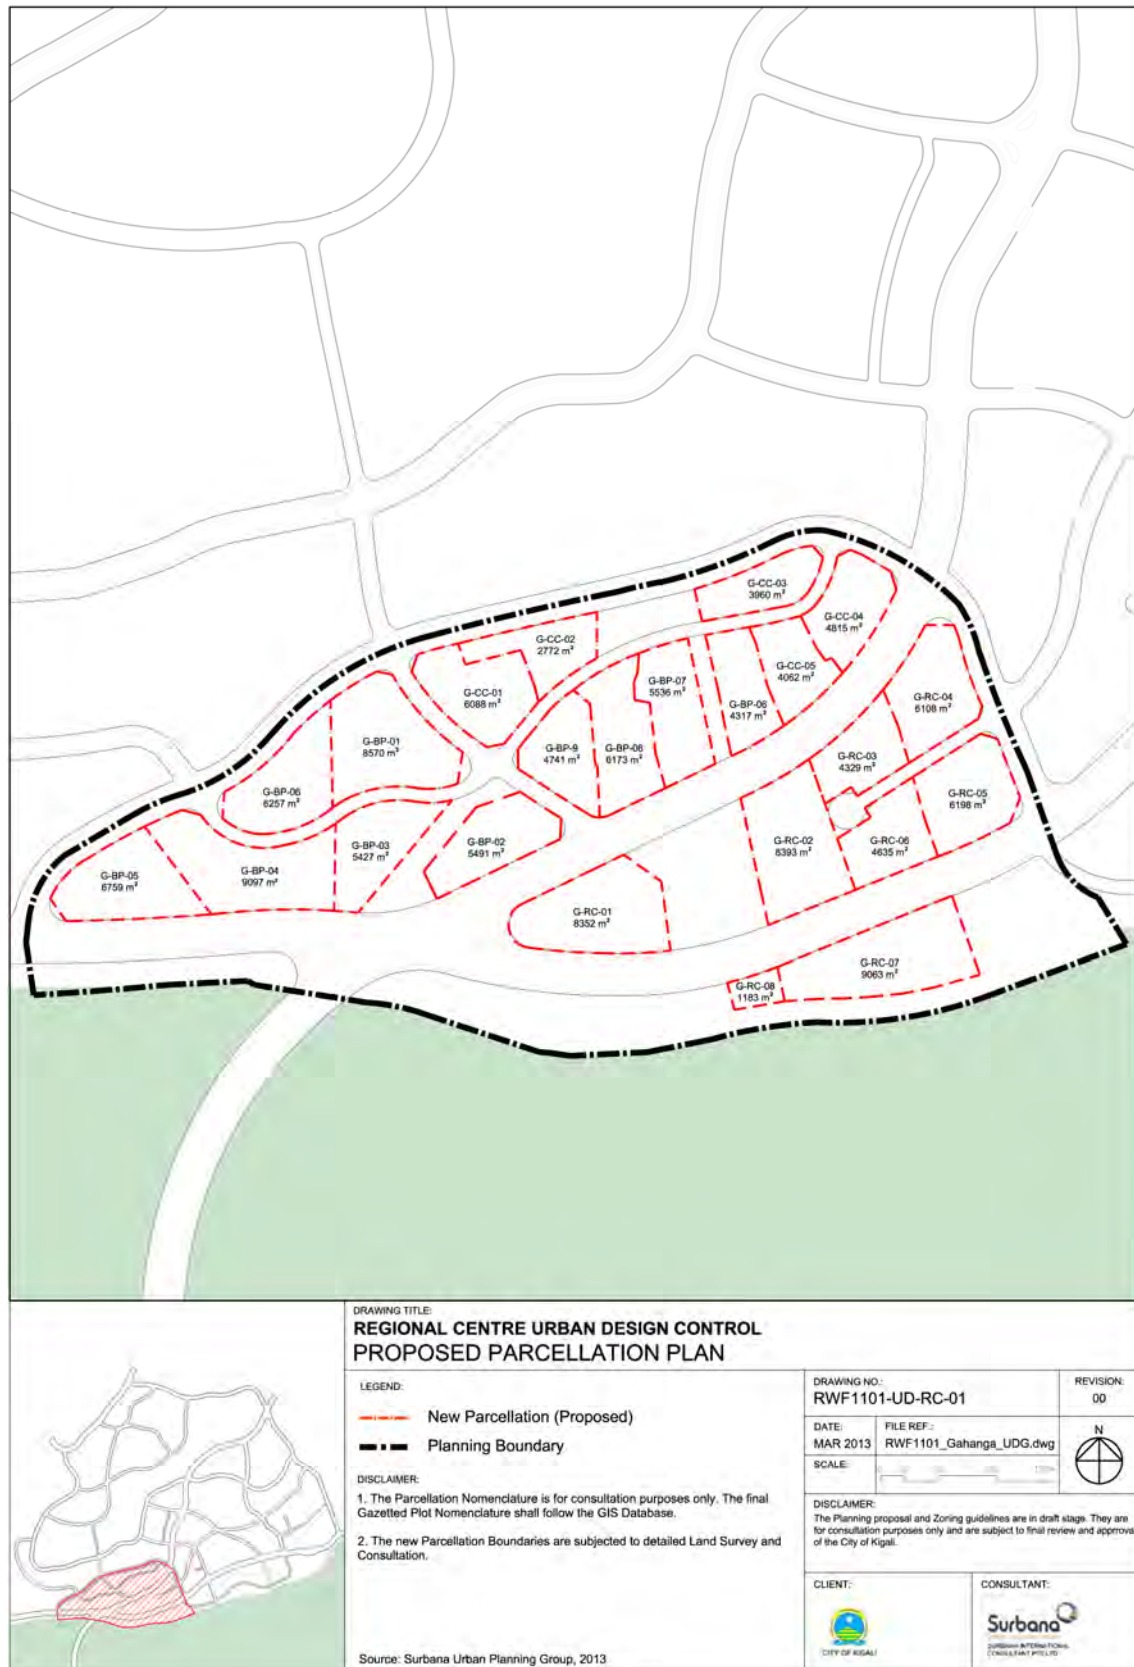 G-CC-03
3960 m²
G-CC-04
4815 m²
G-CC-02
2772 m²
G-CC-05
4062 m²
G-BP-07
5536 m²
G-CC-01
6088 m²
G-BP-06
4317 m²
G-RC-04
6108 m²
G-BP-01
8570 m²
G-BP-9
4741 m²
G-BP-08
6173 m²
G-RC-03
4329 m²
G-BP-06
6257 m²
G-RC-05
6198 m²
G-BP-03
5427 m²
G-BP-02
5491 m²
G-RC-02
8393 m²
G-RC-06
4635 m²
G-BP-05
6759 m²
G-BP-04
9097 m²
G-RC-01
8352 m²
G-RC-07
9063 m²
G-RC-08
1183 m²
DRAWING TITLE:
REGIONAL CENTRE URBAN DESIGN CONTROL
PROPOSED PARCELLATION PLAN
LEGEND:
New Parcellation (Proposed)
Planning Boundary
DISCLAIMER:
1. The Parcellation Nomenclature is for consultation purposes only. The final
Gazetted Plot Nomenclature shall follow the GIS Database.
2. The new Parcellation Boundaries are subjected to detailed Land Survey and
Consultation.
Source: Surbana Urban Planning Group, 2013
DRAWING NO.:
RWF1101-UD-RC-01
REVISION:
00
DATE:
MAR 2013
FILE REF.:
RWF1101_Gahanga_UDG.dwg
N
SCALE:
DISCLAIMER:
The Planning proposal and Zoning guidelines are in draft stage. They are
for consultation purposes only and are subject to final review and approva
of the City of Kigali.
CLIENT:
CITY OF KIGALI
CONSULTANT:
Surbana
SURBANA INTERNATIONAL
CONSULTANT PTE LTD